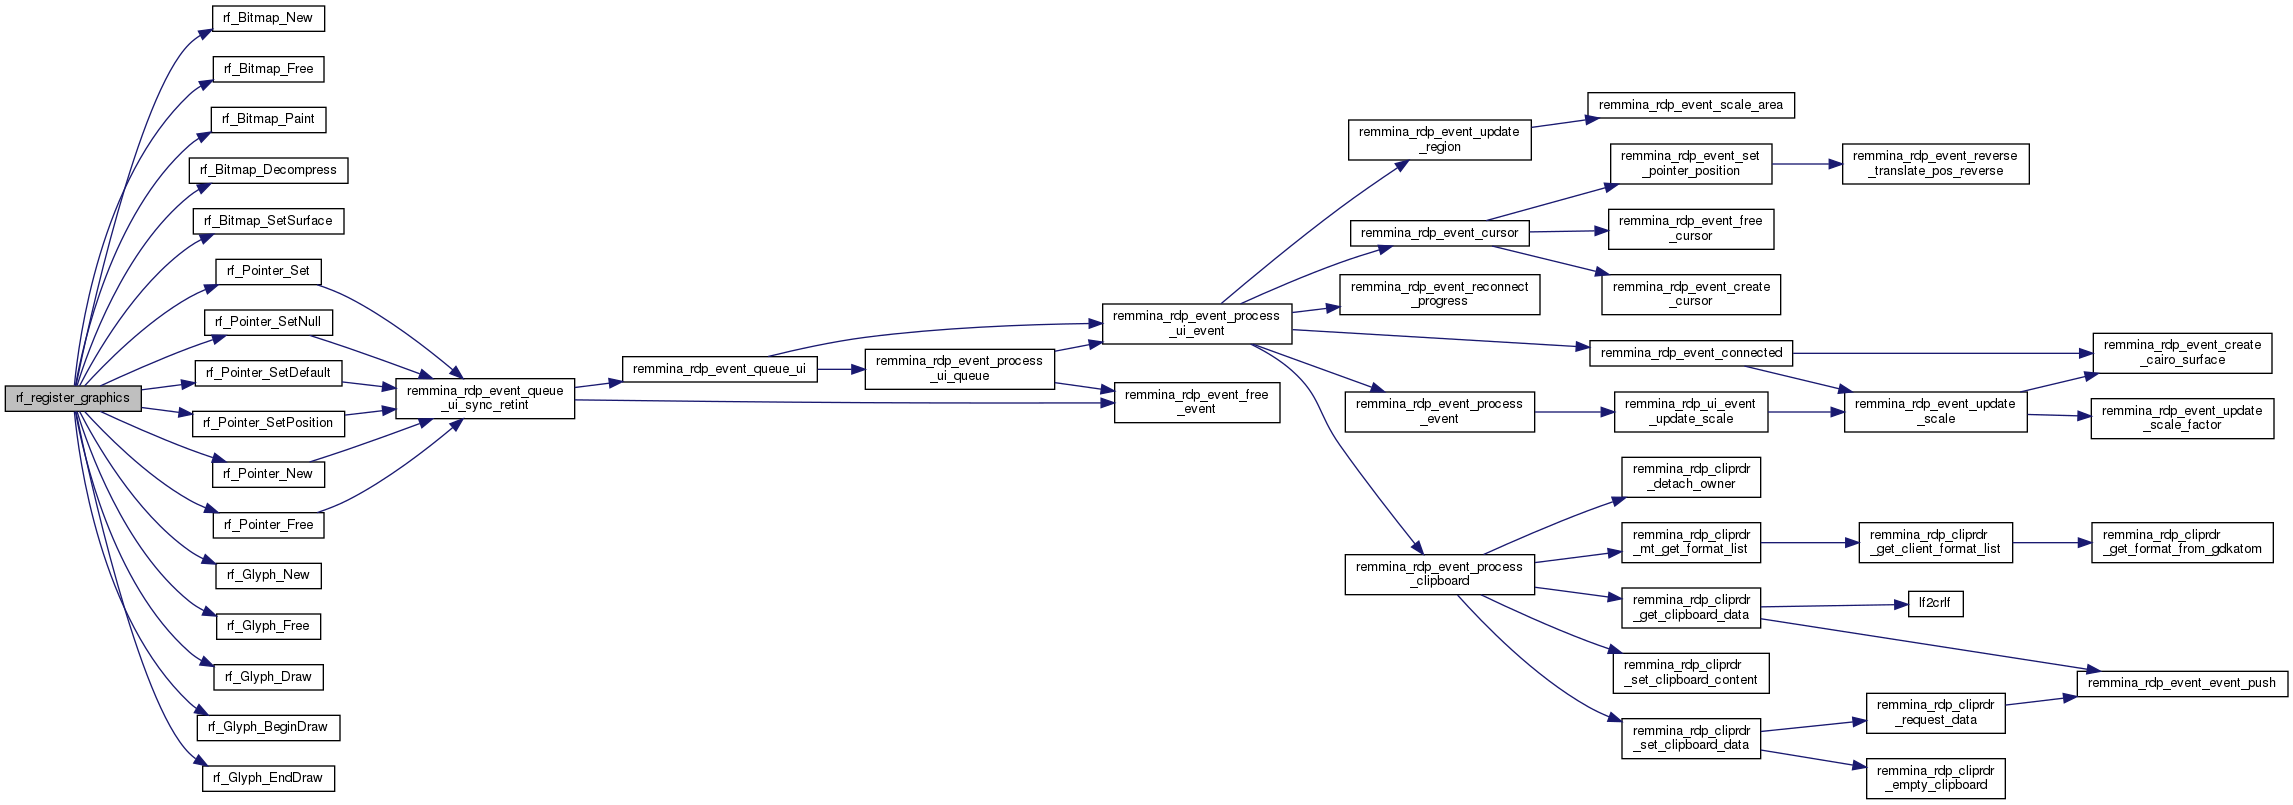 rf_register_graphics
rf_Bitmap_New
rf_Bitmap_Free
rf_Bitmap_Paint
rf_Bitmap_Decompress
rf_Bitmap_SetSurface
rf_Pointer_Set
rf_Pointer_SetNull
rf_Pointer_SetDefault
rf_Pointer_SetPosition
rf_Pointer_New
rf_Pointer_Free
rf_Glyph_New
rf_Glyph_Free
rf_Glyph_Draw
rf_Glyph_BeginDraw
rf_Glyph_EndDraw
remmina_rdp_event_queue
_ui_sync_retint
remmina_rdp_event_queue_ui
remmina_rdp_event_process
_ui_queue
remmina_rdp_event_process
_ui_event
remmina_rdp_event_free
_event
remmina_rdp_event_update
_region
remmina_rdp_event_cursor
remmina_rdp_event_reconnect
_progress
remmina_rdp_event_process
_event
remmina_rdp_event_process
_clipboard
remmina_rdp_event_scale_area
remmina_rdp_event_set
_pointer_position
remmina_rdp_event_free
_cursor
remmina_rdp_event_create
_cursor
remmina_rdp_event_connected
remmina_rdp_ui_event
_update_scale
remmina_rdp_cliprdr
_detach_owner
remmina_rdp_cliprdr
_mt_get_format_list
remmina_rdp_cliprdr
_get_clipboard_data
remmina_rdp_cliprdr
_set_clipboard_content
remmina_rdp_cliprdr
_set_clipboard_data
remmina_rdp_event_reverse
_translate_pos_reverse
remmina_rdp_event_update
_scale
remmina_rdp_cliprdr
_get_client_format_list
lf2crlf
remmina_rdp_cliprdr
_request_data
remmina_rdp_cliprdr
_empty_clipboard
remmina_rdp_event_create
_cairo_surface
remmina_rdp_event_update
_scale_factor
remmina_rdp_cliprdr
_get_format_from_gdkatom
remmina_rdp_event_event_push